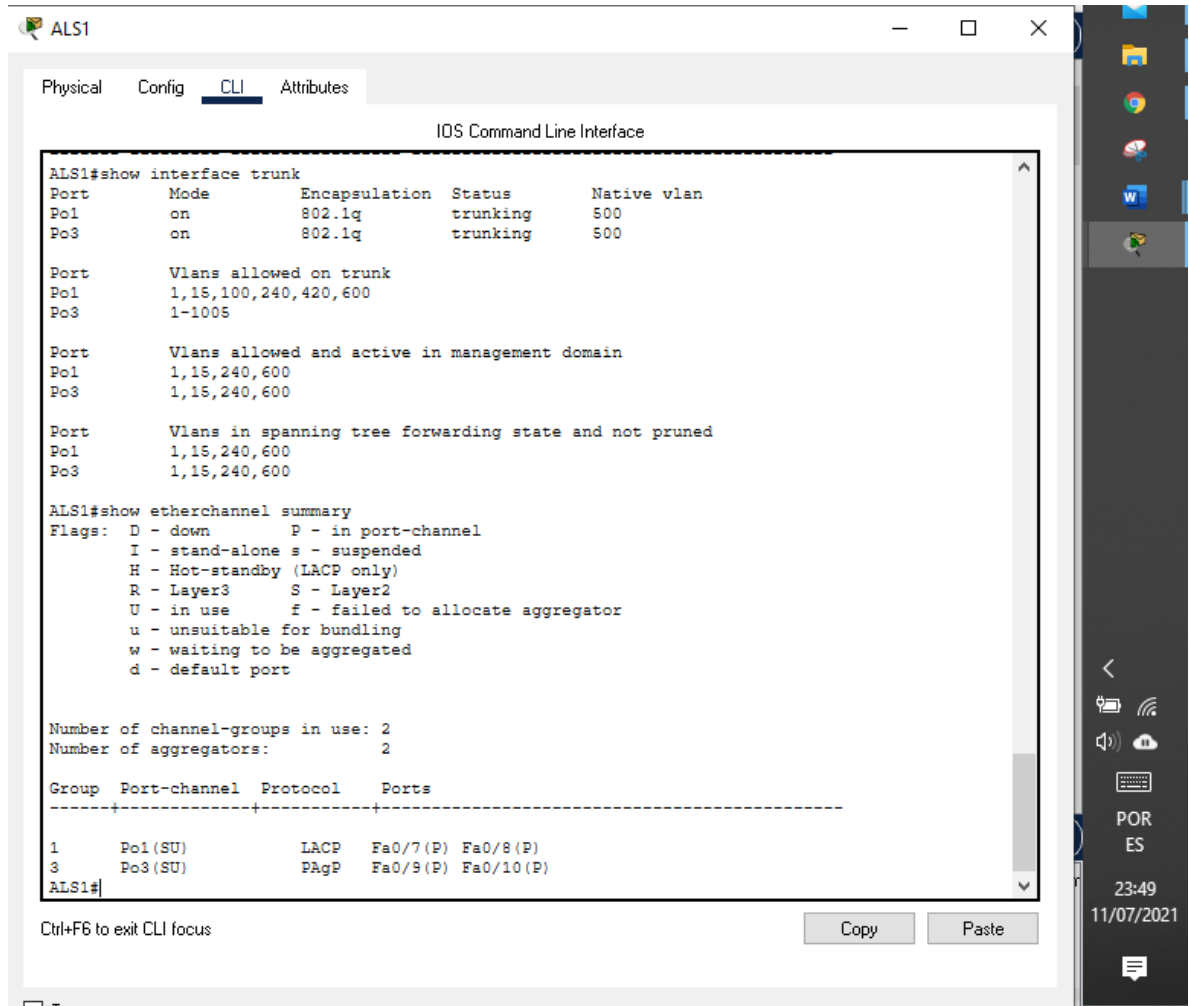 ALS1
Physical Config CLI Attributes
IOS Command Line Interface
ALS1#show interface trunk
Port Mode Encapsulation Status Native vlan
Po1 on 802.1q trunking 500
Po3 on 802.1q trunking 500
Port Vlans allowed on trunk
Po1 1,15,100,240,420,600
Po3 1-1005
Port Vlans allowed and active in management domain
Po1 1,15,240,600
Po3 1,15,240,600
Port Vlans in spanning tree forwarding state and not pruned
Po1 1,15,240,600
Po3 1,15,240,600
ALS1#show etherchannel summary
Flags: D - down P - in port-channel
I - stand-alone s - suspended
H - Hot-standby (LACP only)
R - Layer3 S - Layer2
U - in use f - failed to allocate aggregator
u - unsuitable for bundling
w - waiting to be aggregated
d - default port
Number of channel-groups in use: 2
Number of aggregators: 2
Group Port-channel Protocol Ports
------+-------------+-----------+----------------------------------------------
1 Po1(SU) LACP Fa0/7(P) Fa0/8(P)
3 Po3(SU) PAgP Fa0/9(P) Fa0/10(P)
ALS1#
Ctrl+F6 to exit CLI focus
Copy Paste
W
POR
ES
23:49
11/07/2021